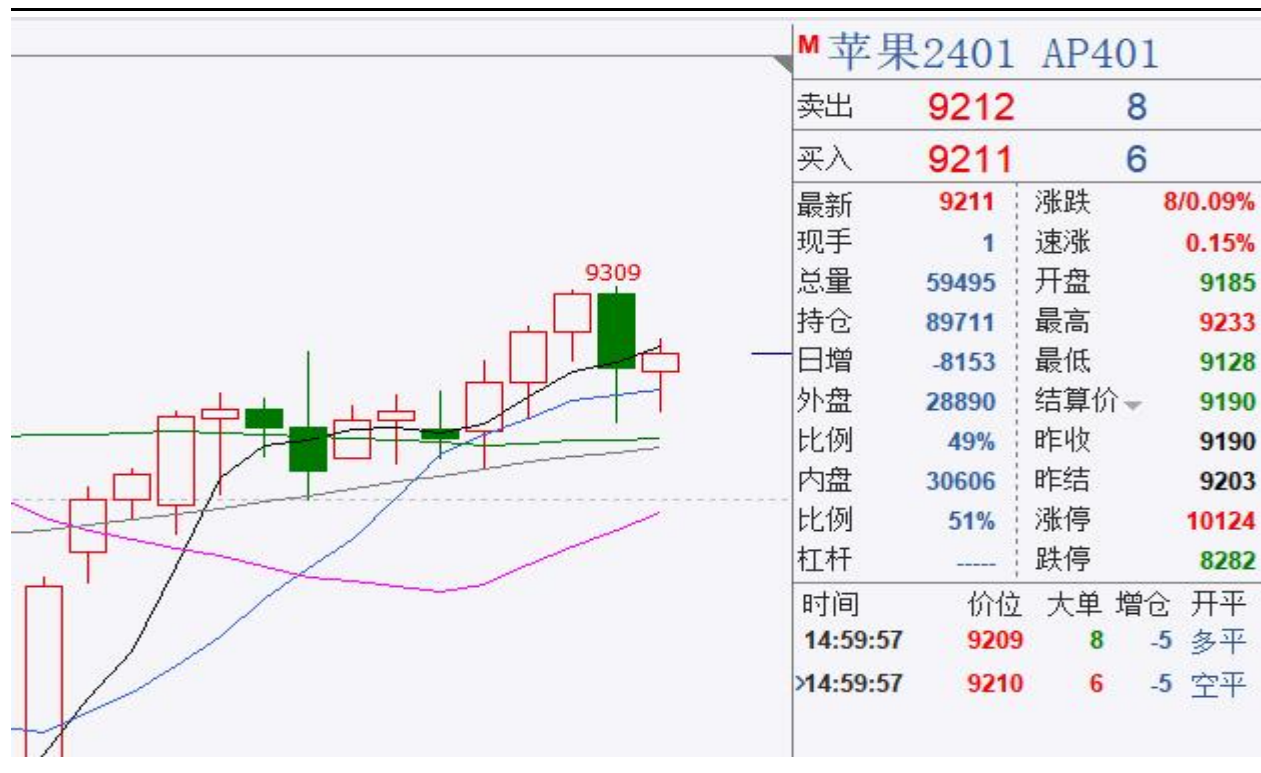 M 苹果2401 AP401
卖出 9212 8
买入 9211 6
最新 9211 涨跌 8/0.09%
现手 1 速涨 0.15%
总量 59495 开盘 9185
持仓 89711 最高 9233
日增 -8153 最低 9128
外盘 28890 结算价 9190
比例 49% 昨收 9190
内盘 30606 昨结 9203
比例 51% 涨停 10124
杠杆 ----- 跌停 8282
时间 价位 大单 增仓 开平
14:59:57 9209 8 -5 多平
14:59:57 9210 6 -5 空平
9309